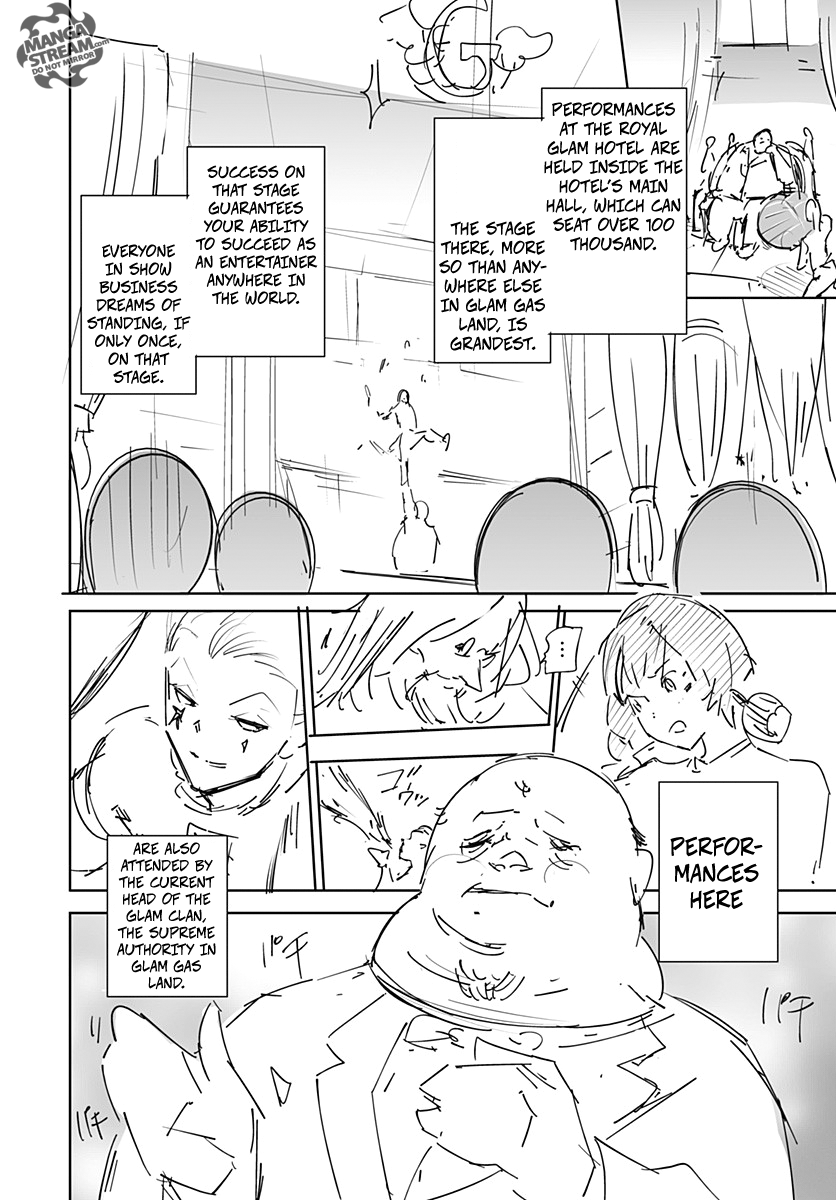 MANGA
STREAM.com
DO NOT MIRROR!
G
PERFORMANCES
AT THE ROYAL
GLAM HOTEL ARE
HELD INSIDE THE
HOTEL'S MAIN
HALL, WHICH CAN
SEAT OVER 100
THOUSAND.
THE STAGE
THERE, MORE
SO THAN ANY-
WHERE ELSE
IN GLAM GAS
LAND, IS
GRANDEST.
SUCCESS ON
THAT STAGE
GUARANTEES
YOUR ABILITY
TO SUCCEED AS
AN ENTERTAINER
ANYWHERE IN
THE WORLD.
EVERYONE
IN SHOW
BUSINESS
DREAMS OF
STANDING, IF
ONLY ONCE,
ON THAT
STAGE.
...
PERFOR-
MANCES
HERE
ARE ALSO
ATTENDED BY
THE CURRENT
HEAD OF THE
GLAM CLAN,
THE SUPREME
AUTHORITY IN
GLAM GAS
LAND.
パチ
パチ
パチ